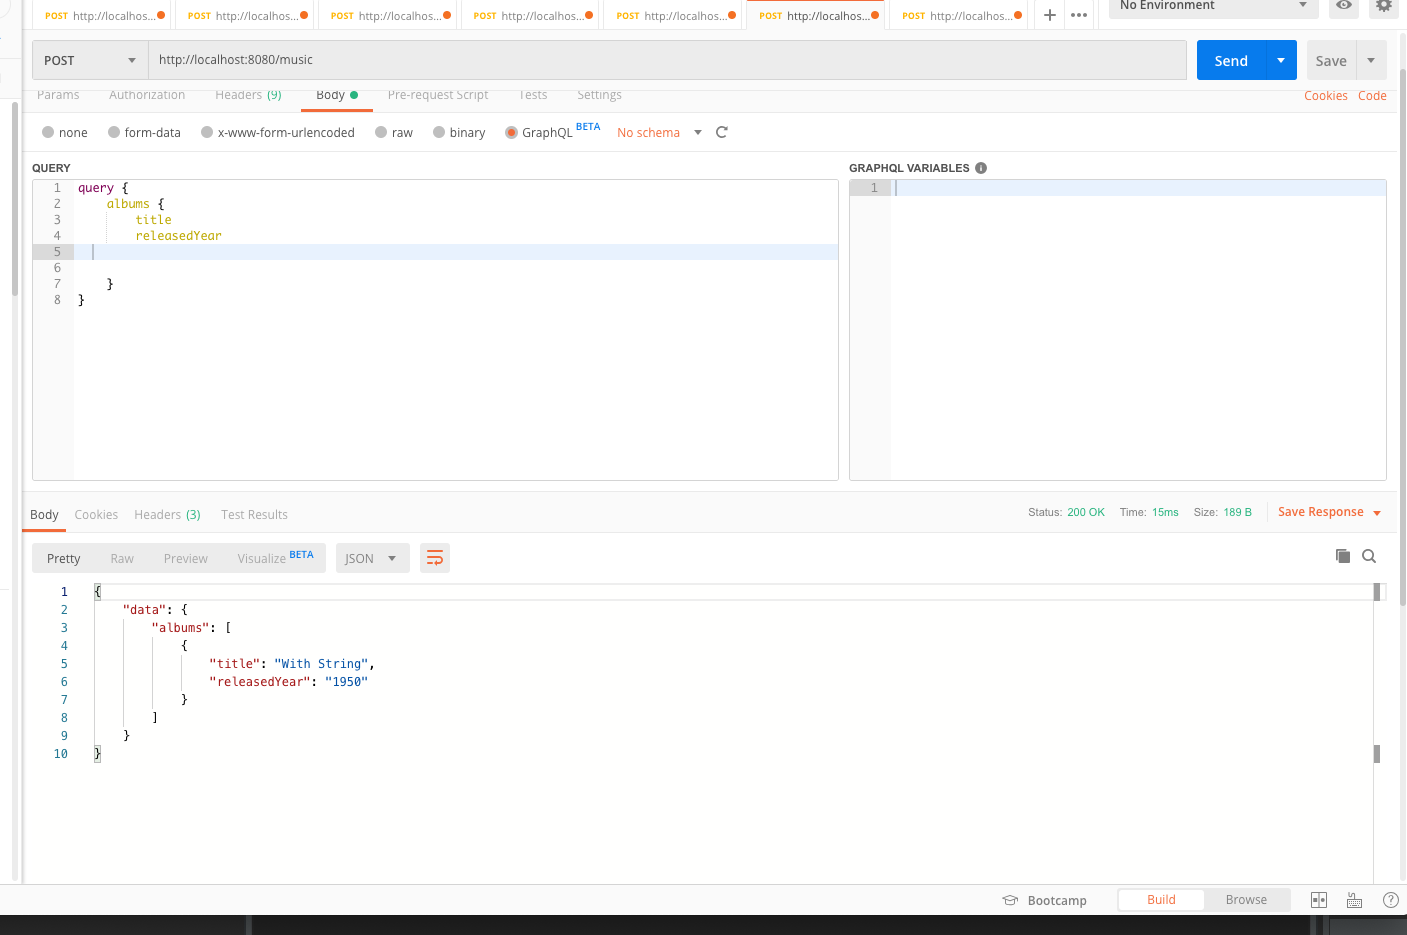 POST http://localhos... POST http://localhos... POST http://localhos... POST http://localhos... POST http://localhos... POST http://localhos... POST http://localhos... No Environment
POST http://localhost:8080/music Send Save
Params Authorization Headers (9) Body Pre-request Script Tests Settings Cookies Code
none form-data x-www-form-urlencoded raw binary GraphQL BETA No schema
QUERY GRAPHQL VARIABLES
1 query { 1
2 albums {
3 title
4 releasedYear
5
6
7 }
8 }
Body Cookies Headers (3) Test Results Status: 200 OK Time: 15ms Size: 189 B Save Response
Pretty Raw Preview Visualize BETA JSON
1 {
2 "data": {
3 "albums": [
4 {
5 "title": "With String",
6 "releasedYear": "1950"
7 }
8 ]
9 }
10 }
Bootcamp Build Browse